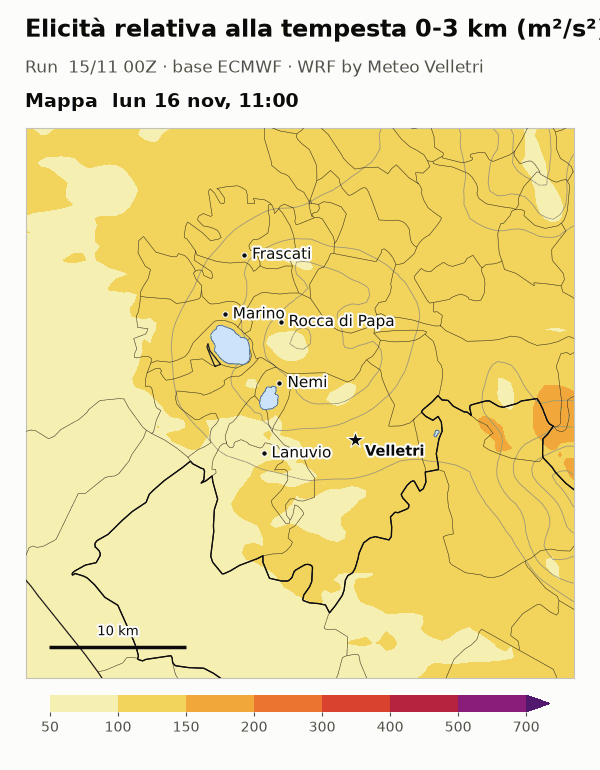 Elicità relativa alla tempesta 0-3 km (m²/s²)
Run  15/11 00Z · base ECMWF · WRF by Meteo Velletri
Mappa  lun 16 nov, 11:00
Frascati
Marino
Rocca di Papa
Nemi
Velletri
Lanuvio
10 km
50 100 150 200 300 400 500 700